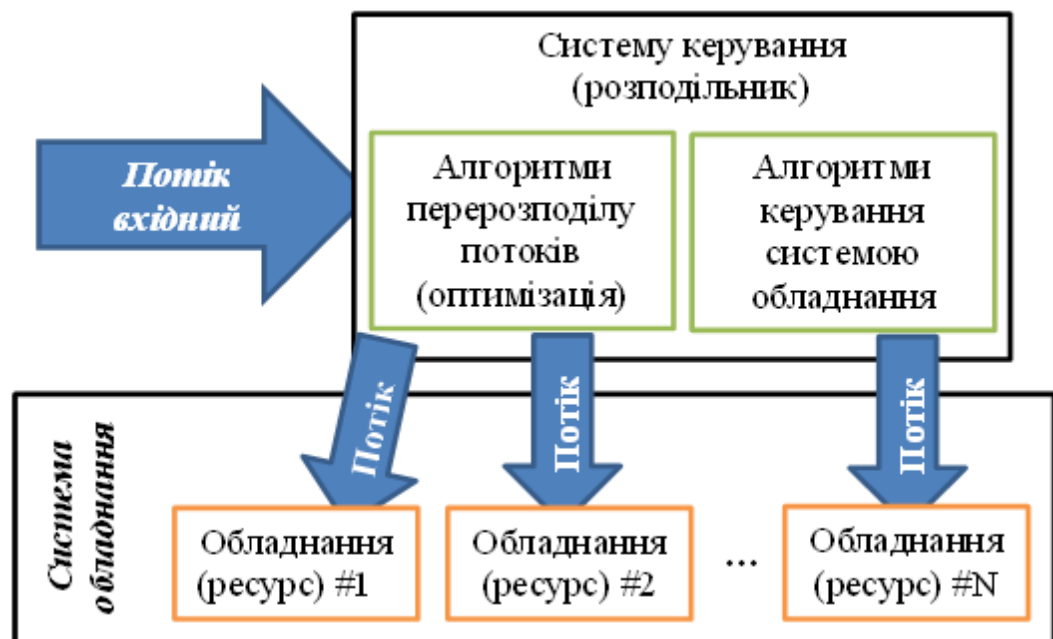 Систему керування
(розподільник)
Потік
вхідний
Алгоритми
перерозподілу
потоків
(оптимізація)
Алгоритми
керування
системою
обладнання
Потік
Потік
Потік
Система
обладнання
Обладнання
(ресурс) #1
Обладнання
(ресурс) #2
...
Обладнання
(ресурс) #N